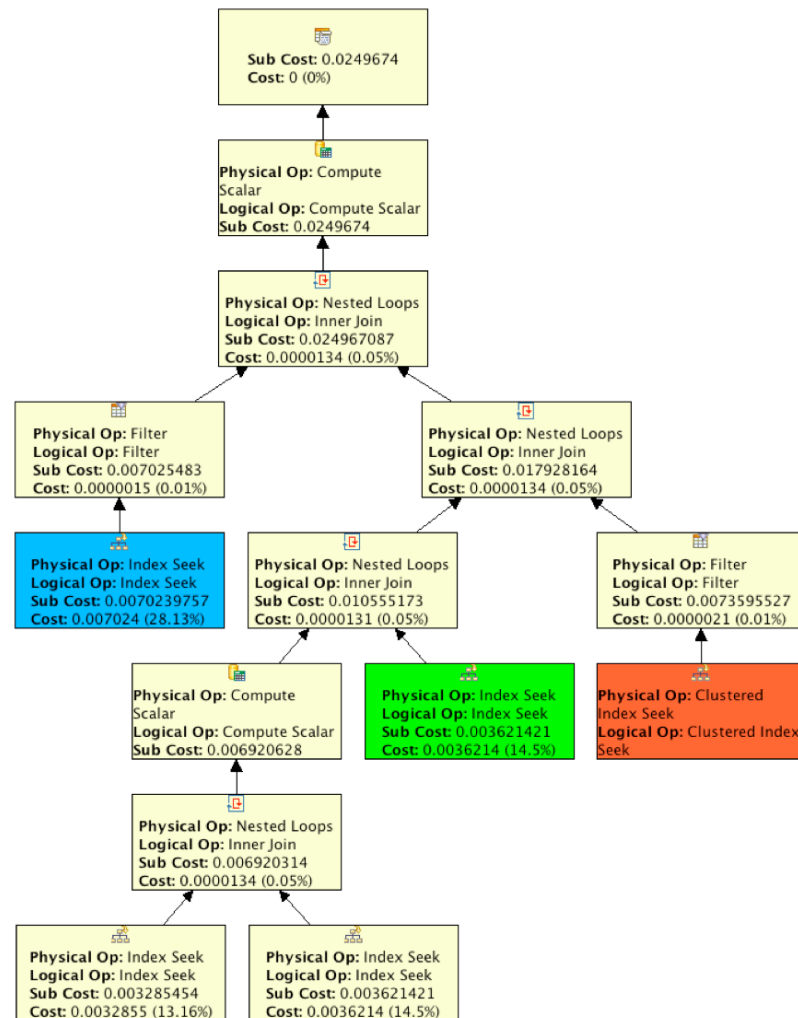 Sub Cost: 0.0249674
Cost: 0 (0%)
Physical Op: Compute
Scalar
Logical Op: Compute Scalar
Sub Cost: 0.0249674
Physical Op: Nested Loops
Logical Op: Inner Join
Sub Cost: 0.024967087
Cost: 0.0000134 (0.05%)
Physical Op: Filter
Logical Op: Filter
Sub Cost: 0.007025483
Cost: 0.0000015 (0.01%)
Physical Op: Nested Loops
Logical Op: Inner Join
Sub Cost: 0.017928164
Cost: 0.0000134 (0.05%)
Physical Op: Index Seek
Logical Op: Index Seek
Sub Cost: 0.0070239757
Cost: 0.007024 (28.13%)
Physical Op: Nested Loops
Logical Op: Inner Join
Sub Cost: 0.010555173
Cost: 0.0000131 (0.05%)
Physical Op: Filter
Logical Op: Filter
Sub Cost: 0.0073595527
Cost: 0.0000021 (0.01%)
Physical Op: Compute
Scalar
Logical Op: Compute Scalar
Sub Cost: 0.006920628
Physical Op: Index Seek
Logical Op: Index Seek
Sub Cost: 0.003621421
Cost: 0.0036214 (14.5%)
Physical Op: Clustered
Index Seek
Logical Op: Clustered Index
Seek
Physical Op: Nested Loops
Logical Op: Inner Join
Sub Cost: 0.006920314
Cost: 0.0000134 (0.05%)
Physical Op: Index Seek
Logical Op: Index Seek
Sub Cost: 0.003285454
Cost: 0.0032855 (13.16%)
Physical Op: Index Seek
Logical Op: Index Seek
Sub Cost: 0.003621421
Cost: 0.0036214 (14.5%)